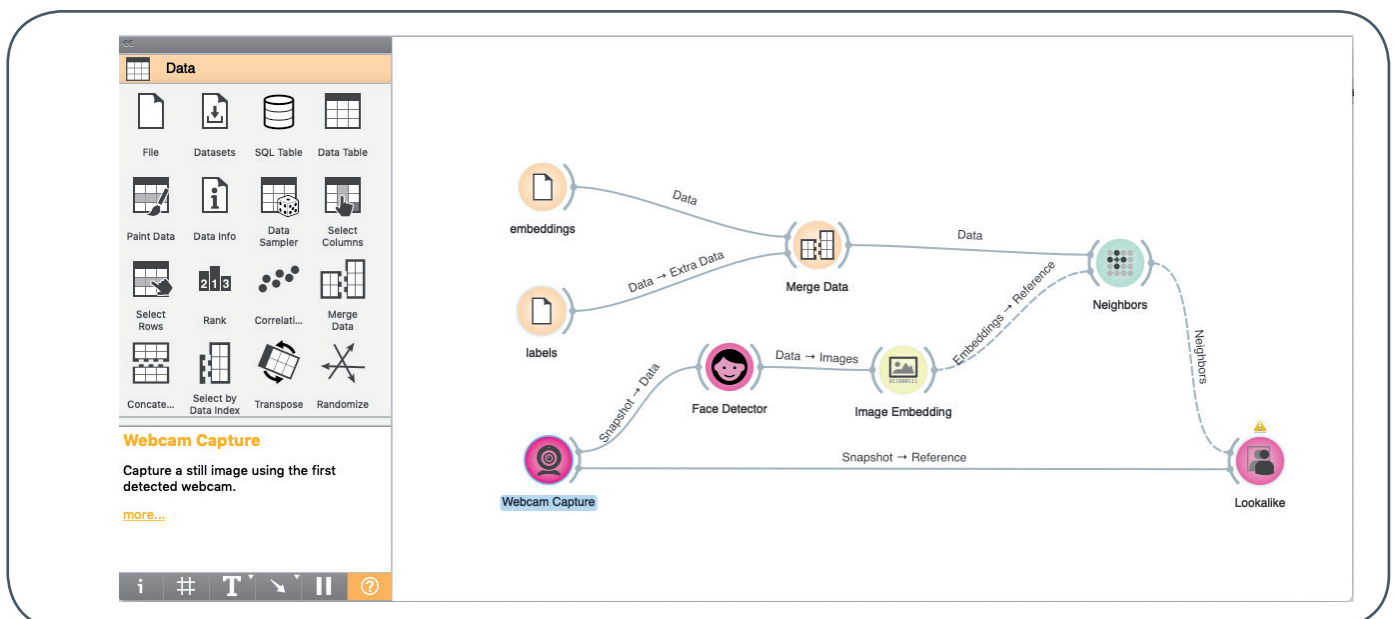 <<
Data
File
Datasets
SQL Table
Data Table
Paint Data
Data Info
Data
Sampler
Select
Columns
Select
Rows
2 1 3
Rank
Correlati...
Merge
Data
Concate...
Select by
Data Index
Transpose
Randomize
Webcam Capture
Capture a still image using the first
detected webcam.
more...
i # T ?
embeddings
Data
labels
Data → Extra Data
Merge Data
Data
Neighbors
Embeddings → Reference
Neighbors
Snapshot → Data
Face Detector
Data → Images
Image Embedding
Webcam Capture
Snapshot → Reference
Lookalike